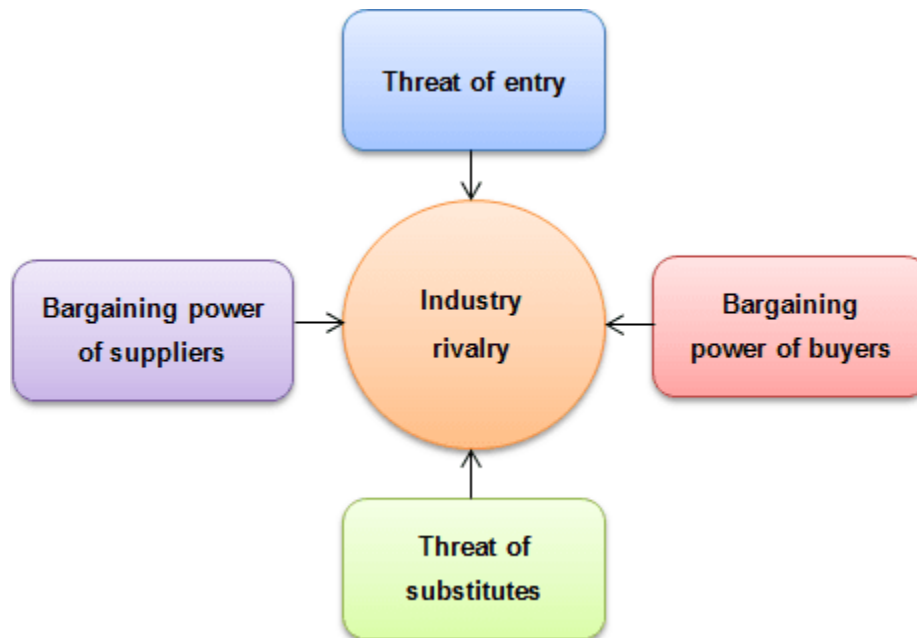 Threat of entry
Bargaining power
of suppliers
Industry
rivalry
Bargaining
power of buyers
Threat of
substitutes